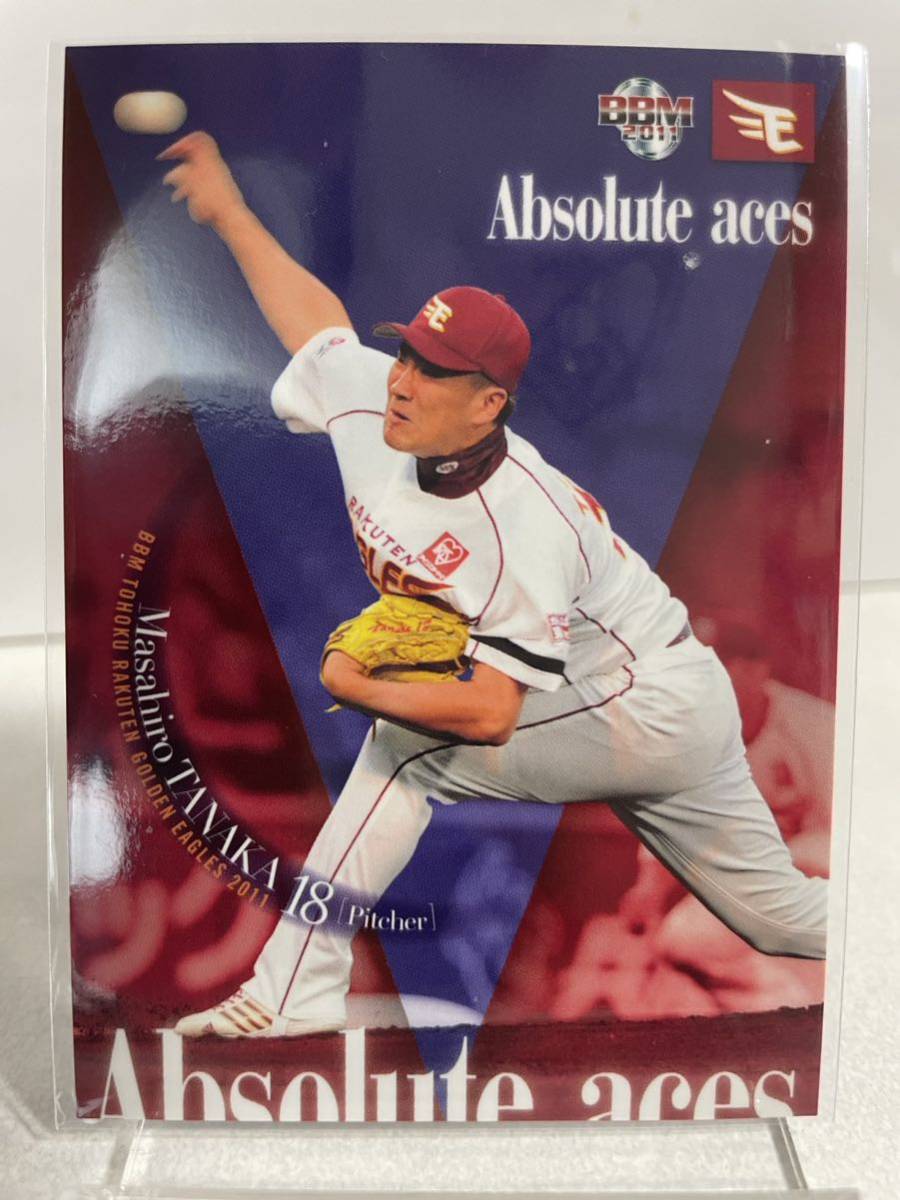 BBM
2011
E
Absolute aces
E
RAKUTEN
Masahiro TANAKA 18 [Pitcher]
BBM TOHOKU RAKUTEN GOLDEN EAGLES 2011
Absolute aces